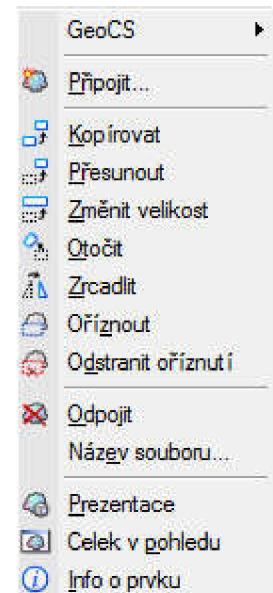 GeoCS
Připojit...
Kopírovat
Přesunout
Změnit velikost
Otočit
Zrcadlit
Oříznout
Odstranit oříznutí
Odpojit
Název souboru...
Prezentace
Celek v pohledu
Info o prvku